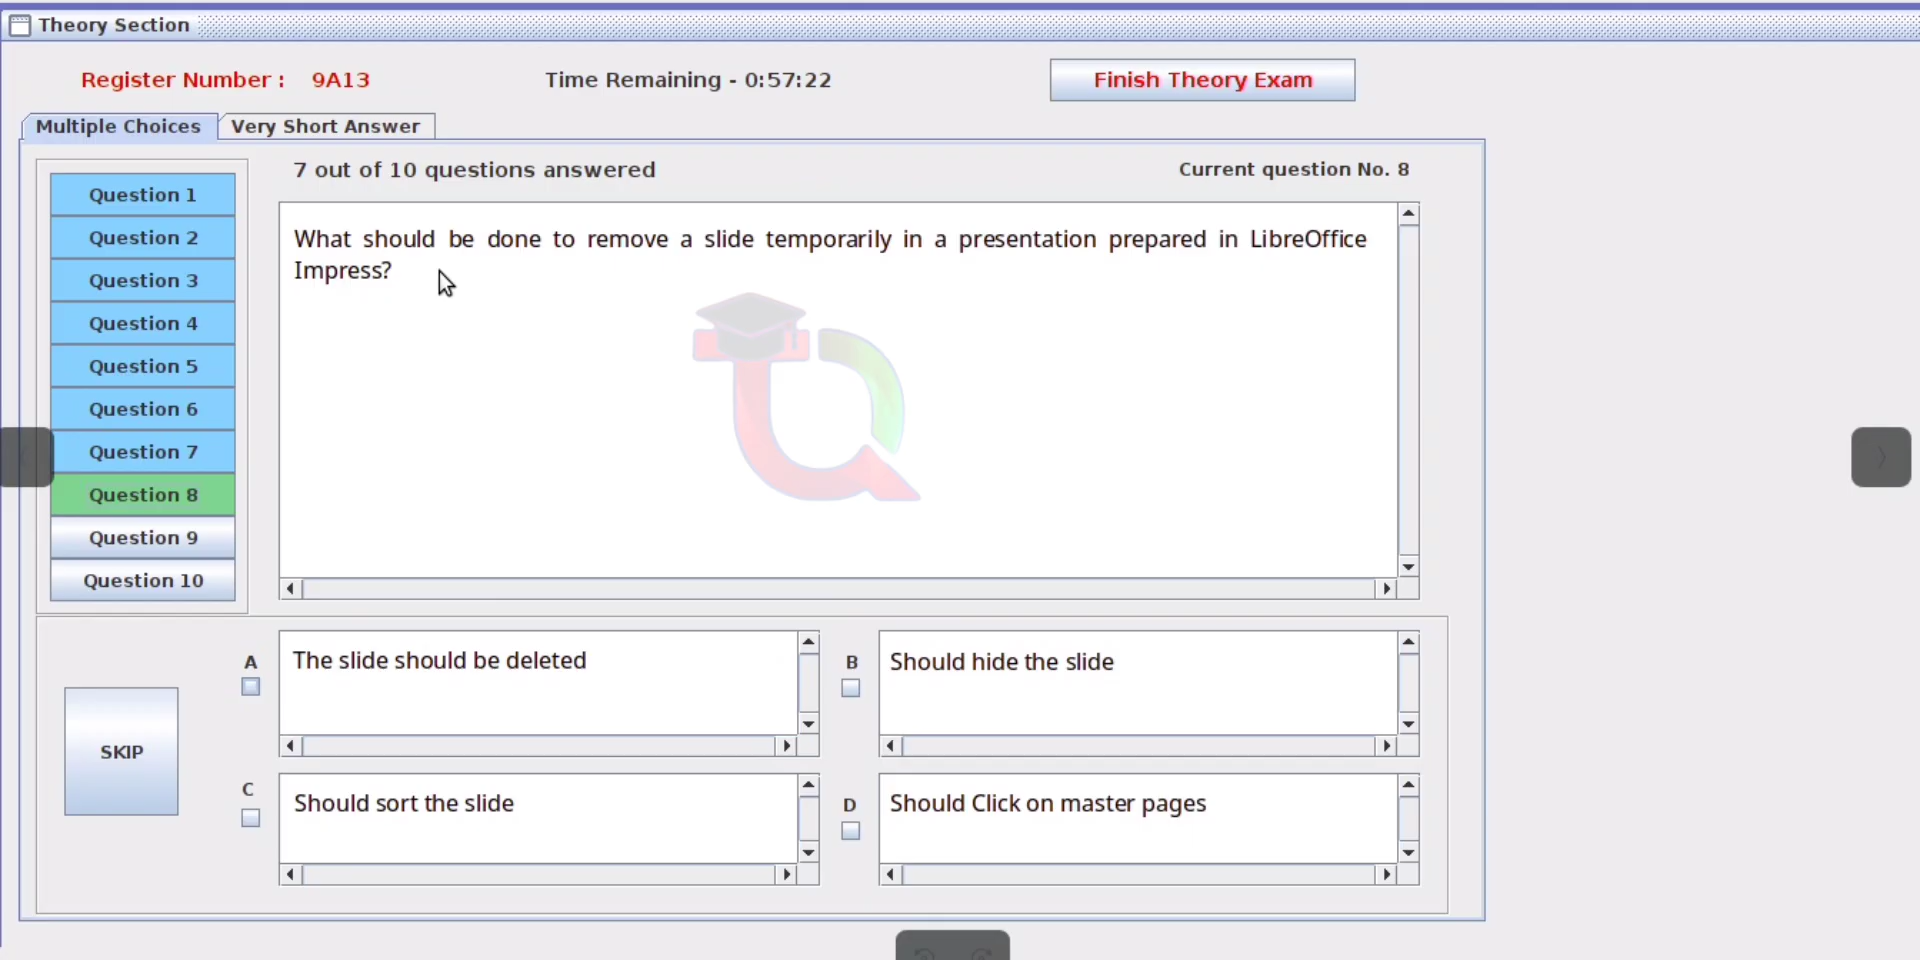 Theory Section
Register Number : 9A13
Time Remaining - 0:57:22
Finish Theory Exam
Multiple Choices
Very Short Answer
7 out of 10 questions answered
Current question No. 8
Question 1
Question 2
Question 3
Question 4
Question 5
Question 6
Question 7
Question 8
Question 9
Question 10
What should be done to remove a slide temporarily in a presentation prepared in LibreOffice
Impress?
SKIP
A
The slide should be deleted
B
Should hide the slide
C
Should sort the slide
D
Should Click on master pages